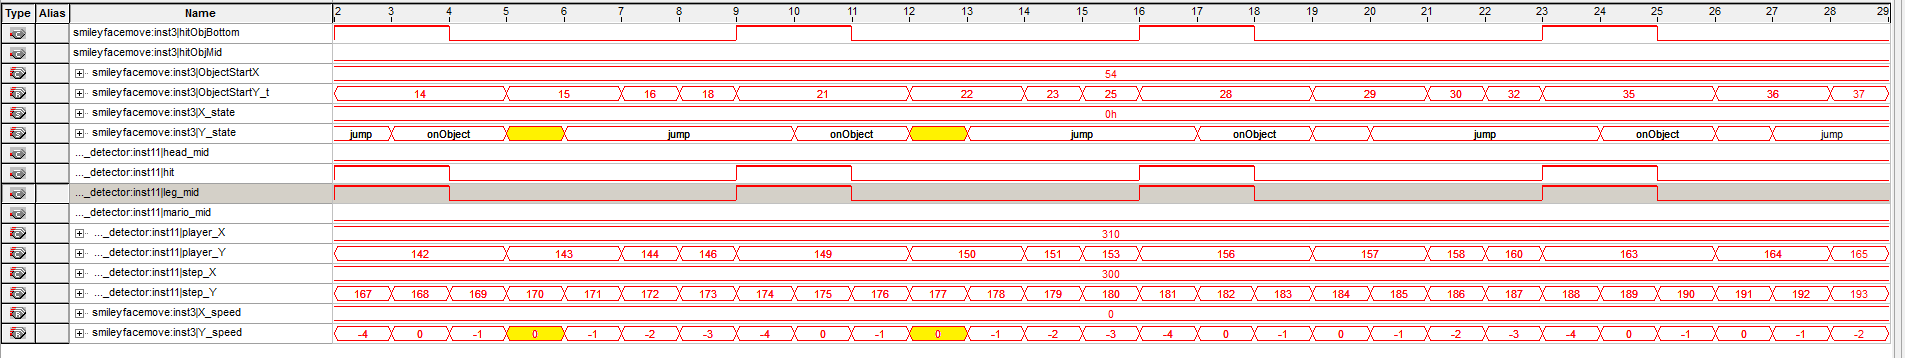 Type Alias Name 2 3 4 5 6 7 8 9 10 11 12 13 14 15 16 17 18 19 20 21 22 23 24 25 26 27 28 29
smileyfacemove:inst3|hitObjBottom
smileyfacemove:inst3|hitObjMid
smileyfacemove:inst3|ObjectStartX 54
smileyfacemove:inst3|ObjectStartY_t 14 15 16 18 21 22 23 25 28 29 30 32 35 36 37
smileyfacemove:inst3|X_state 0h
smileyfacemove:inst3|Y_state jump onObject jump onObject jump onObject jump onObject jump
..._detector:inst11|head_mid
..._detector:inst11|hit
..._detector:inst11|leg_mid
..._detector:inst11|mario_mid
..._detector:inst11|player_X 310
..._detector:inst11|player_Y 142 143 144 146 149 150 151 153 156 157 158 160 163 164 165
..._detector:inst11|step_X 300
..._detector:inst11|step_Y 167 168 169 170 171 172 173 174 175 176 177 178 179 180 181 182 183 184 185 186 187 188 189 190 191 192 193
smileyfacemove:inst3|X_speed 0
smileyfacemove:inst3|Y_speed -4 0 -1 0 -1 -2 -3 -4 0 -1 0 -1 -2 -3 -4 0 -1 0 -1 -2 -3 -4 0 -1 0 -1 -2